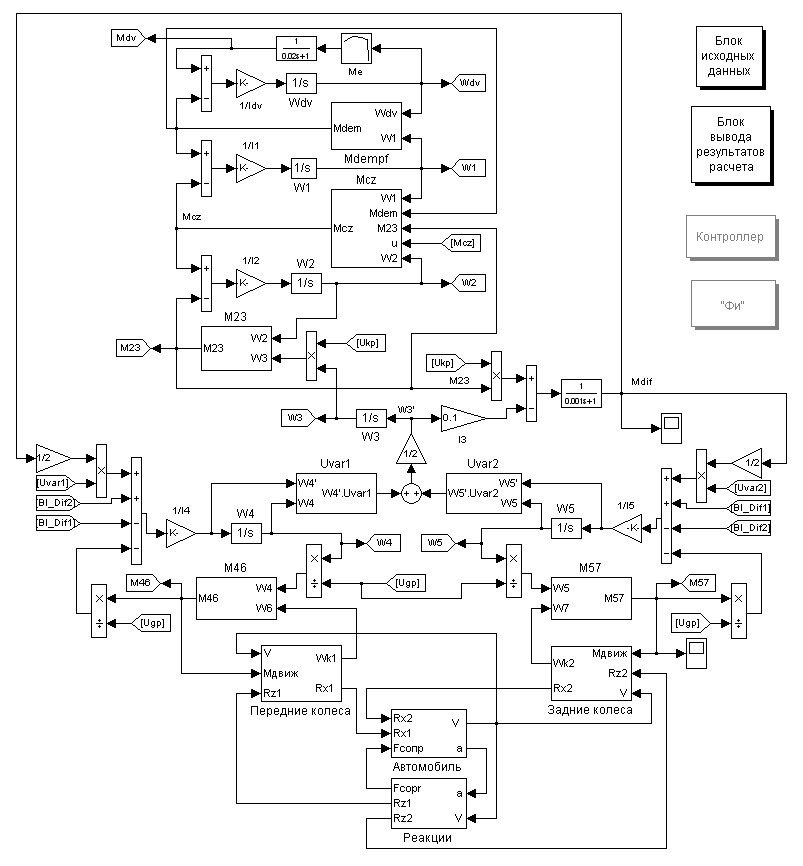 Mdv
1
0.02s+1
Me
Блок
исходных
данных
+
−
K-
1/Idv
1/s
Wdv
Wdv
Wdv
Mdem
W1
Mdempf
Блок
вывода
результатов
расчета
1/I1
+
−
K-
1/s
W1
W1
Mcz
W1
Mdem
M23
u
W2
Mcz
[Mcz]
Mcz
Контроллер
1/I2
+
−
K-
W2
1/s
W2
"Фи"
M23
M23
M23
W2
W3
×
[Ukp]
[Ukp]
M23
×
+
−
1
0.001s+1
Mdif
W3
1/s
W3
W3'
0.1
I3
1/2
1/2
×
[Uvar1]
[Bl_Dif2]
[Bl_Dif1]
+
+
−
−
1/I4
K-
W4
1/s
Uvar1
W4'
W4
W4'.Uvar1
+ +
Uvar2
W5'
W5
W5'.Uvar2
W5
1/s
1/I5
-K-
+
+
−
−
×
1/2
[Uvar2]
[Bl_Dif1]
[Bl_Dif2]
W4
W5
×
÷
×
÷
[Ugp]
M46
×
÷
[Ugp]
M46
M46
W4
W6
M57
W5
W7
M57
M57
[Ugp]
×
÷
V
Mдвиж
Rz1
Wk1
Rx1
Передние колеса
Wk2
Rx2
Mдвиж
Rz2
V
Задние колеса
Rx2
Rx1
Fсопр
V
a
Автомобиль
Fcopr
Rz1
Rz2
a
V
Реакции